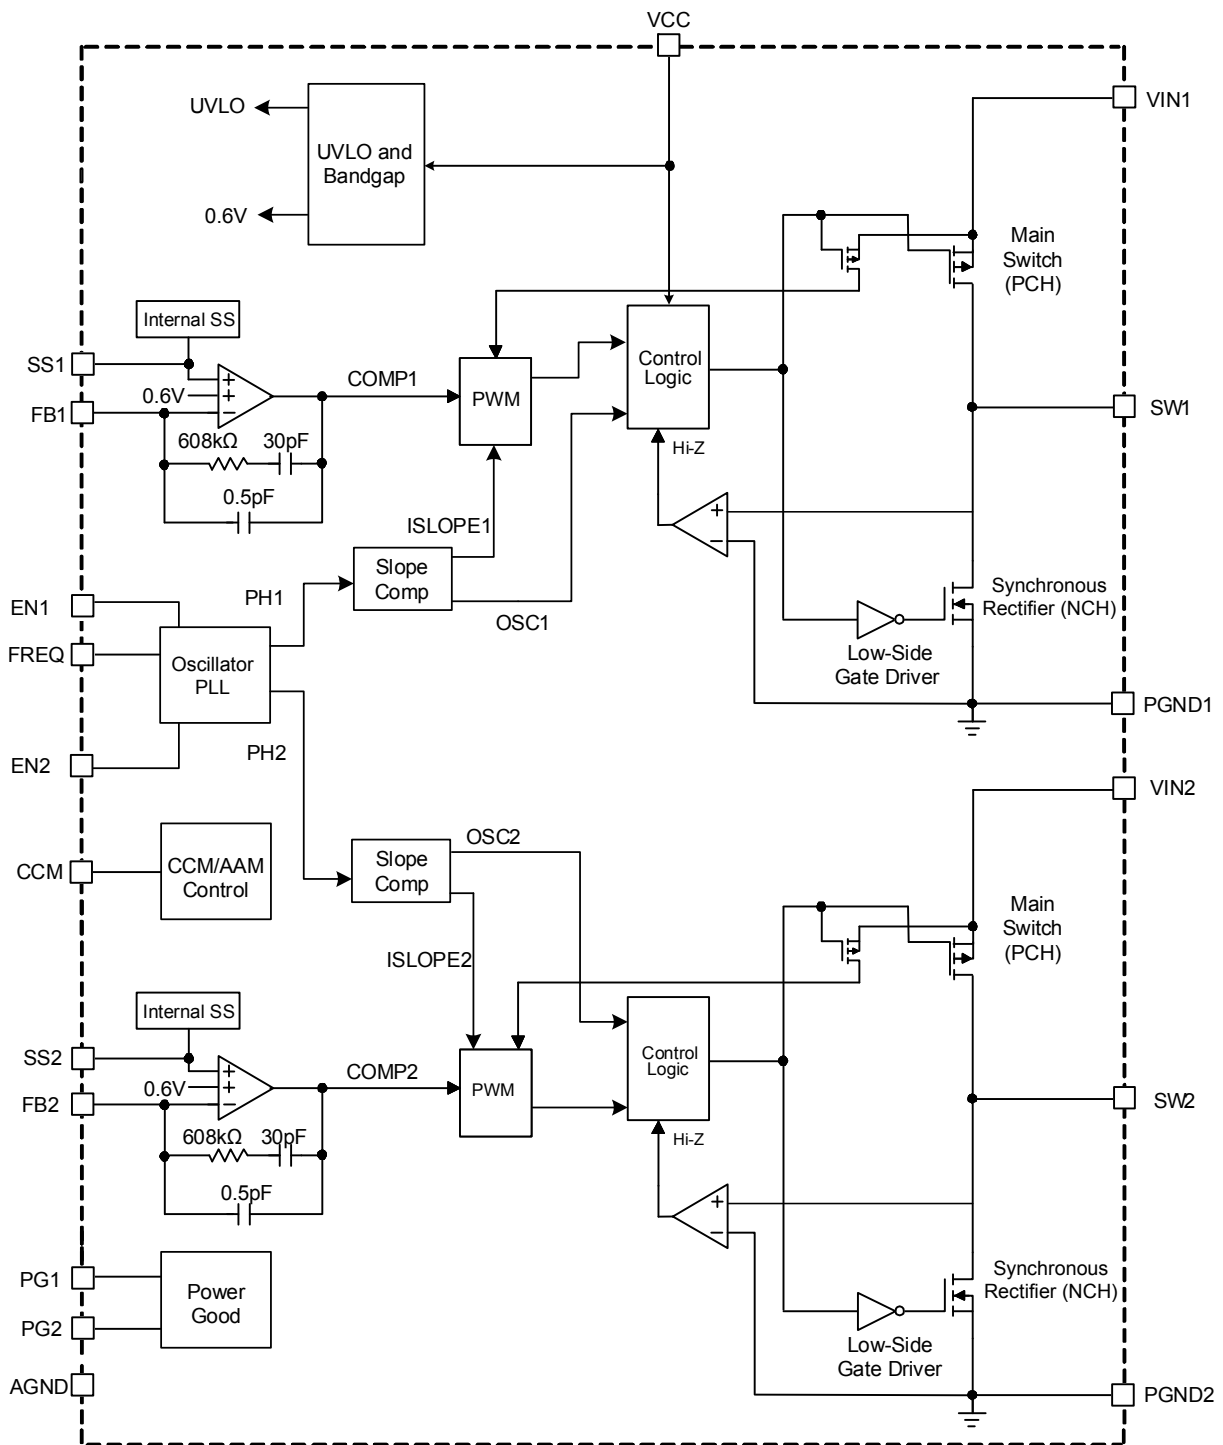 VCC
VIN1
UVLO
UVLO and
Bandgap
0.6V
Main
Switch
(PCH)
Internal SS
SS1
+
0.6V
+
FB1
−
COMP1
PWM
Control
Logic
SW1
608kΩ
30pF
0.5pF
Hi-Z
+
−
ISLOPE1
Slope
Comp
PH1
OSC1
EN1
FREQ
Oscillator
PLL
Synchronous
Rectifier (NCH)
Low-Side
Gate Driver
PGND1
PH2
EN2
VIN2
OSC2
CCM
CCM/AAM
Control
Slope
Comp
Main
Switch
(PCH)
ISLOPE2
Internal SS
SS2
+
0.6V
+
FB2
−
COMP2
PWM
Control
Logic
SW2
608kΩ
30pF
0.5pF
Hi-Z
+
−
PG1
PG2
Power
Good
Synchronous
Rectifier (NCH)
Low-Side
Gate Driver
AGND
PGND2